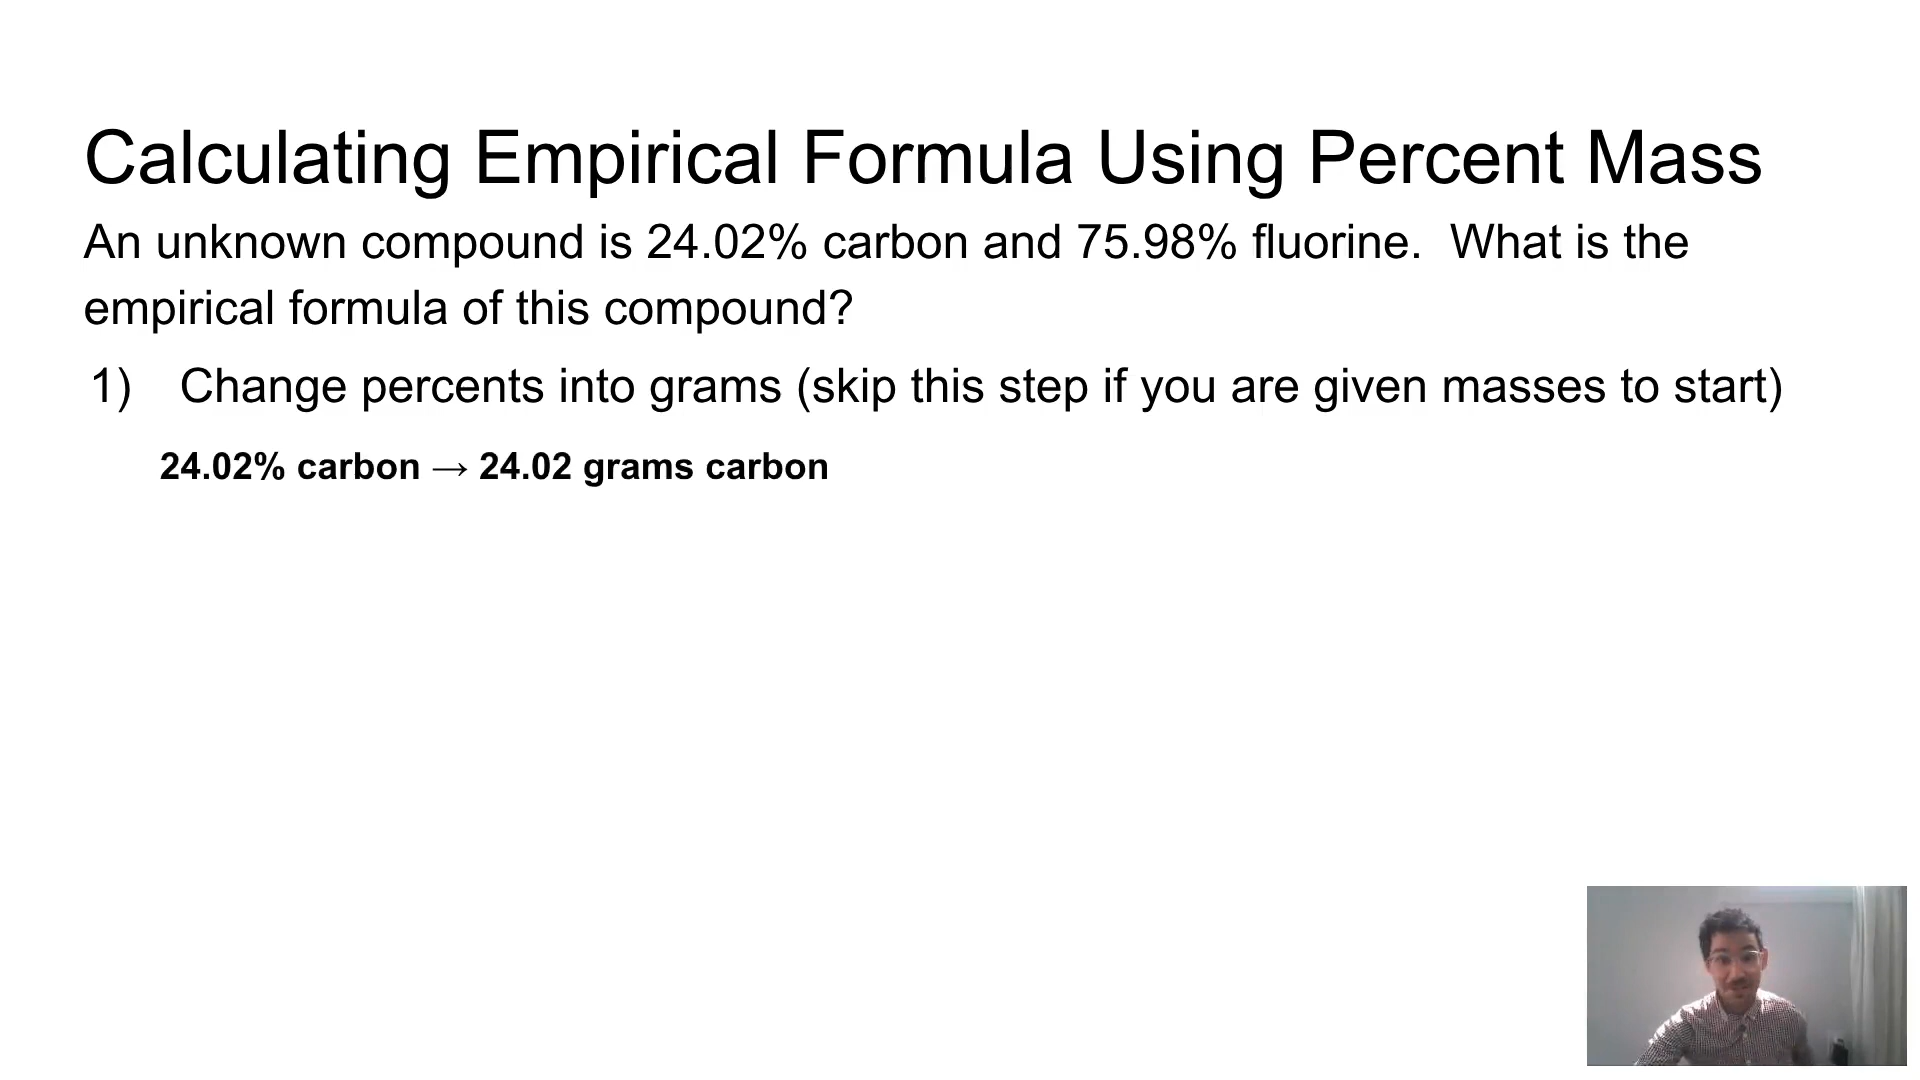 Calculating Empirical Formula Using Percent Mass
An unknown compound is 24.02% carbon and 75.98% fluorine.  What is the
empirical formula of this compound?
1) Change percents into grams (skip this step if you are given masses to start)
24.02% carbon → 24.02 grams carbon